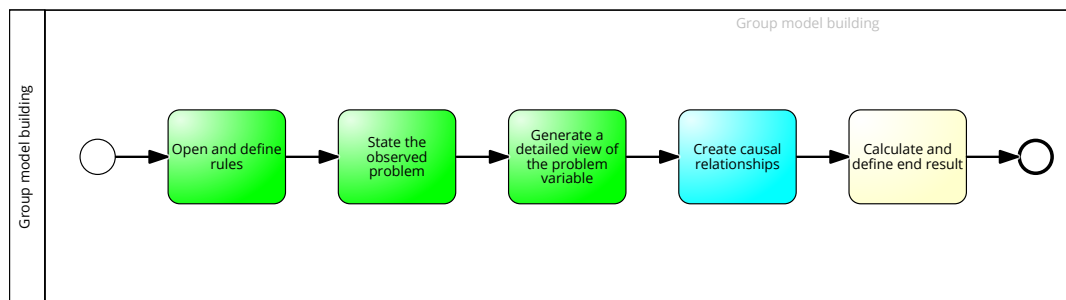 Group model building
Group model building
Open and define
rules
State the
observed
problem
Generate a
detailed view of
the problem
variable
Create causal
relationships
Calculate and
define end result